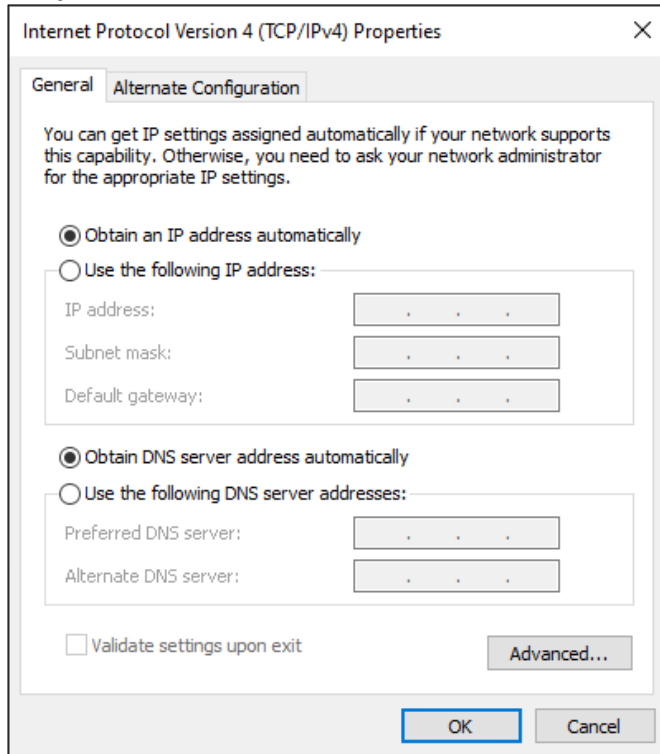 Internet Protocol Version 4 (TCP/IPv4) Properties
General
Alternate Configuration
You can get IP settings assigned automatically if your network supports
this capability. Otherwise, you need to ask your network administrator
for the appropriate IP settings.
Obtain an IP address automatically
Use the following IP address:
IP address:
Subnet mask:
Default gateway:
Obtain DNS server address automatically
Use the following DNS server addresses:
Preferred DNS server:
Alternate DNS server:
Validate settings upon exit
Advanced...
OK
Cancel